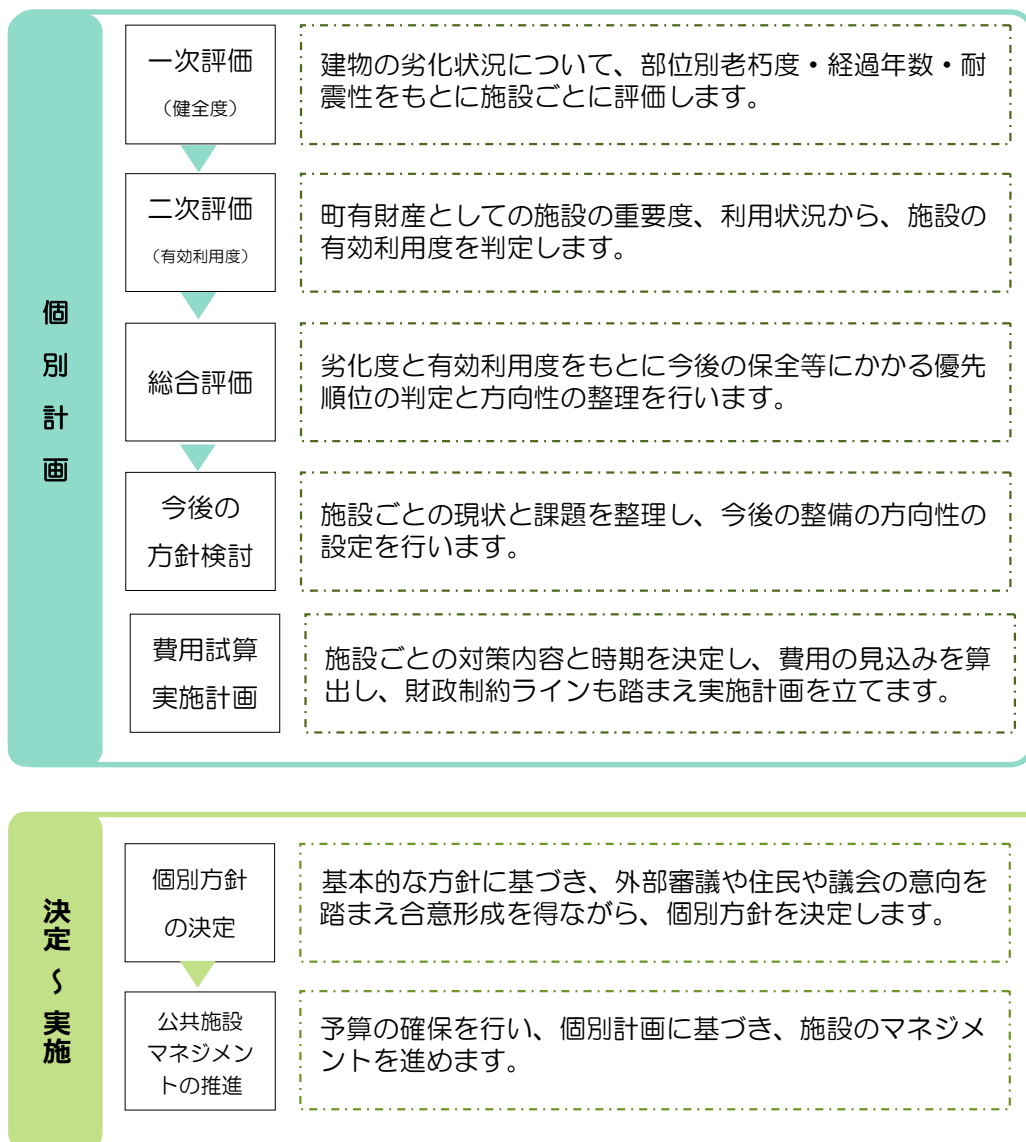 個別計画
一次評価
(健全度)
建物の劣化状況について、部位別老朽度・経過年数・耐
震性をもとに施設ごとに評価します。
二次評価
(有効利用度)
町有財産としての施設の重要度、利用状況から、施設の
有効利用度を判定します。
総合評価
劣化度と有効利用度をもとに今後の保全等にかかる優先
順位の判定と方向性の整理を行います。
今後の
方針検討
施設ごとの現状と課題を整理し、今後の整備の方向性の
設定を行います。
費用試算
実施計画
施設ごとの対策内容と時期を決定し、費用の見込みを算
出し、財政制約ラインも踏まえ実施計画を立てます。
決定～実施
個別方針
の決定
基本的な方針に基づき、外部審議や住民や議会の意向を
踏まえ合意形成を得ながら、個別方針を決定します。
公共施設
マネジメン
トの推進
予算の確保を行い、個別計画に基づき、施設のマネジメ
ントを進めます。